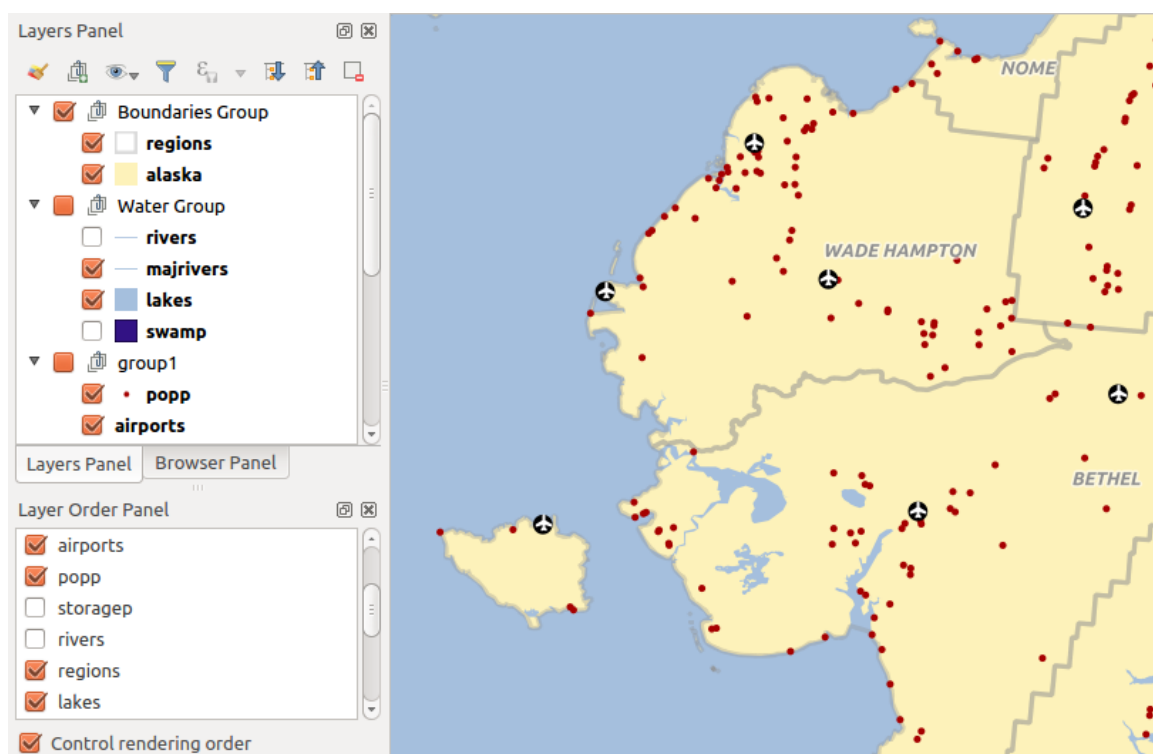 Layers Panel
Boundaries Group
regions
alaska
Water Group
rivers
majrivers
lakes
swamp
group1
popp
airports
Layers Panel
Browser Panel
Layer Order Panel
airports
popp
storagep
rivers
regions
lakes
Control rendering order
NOME
WADE HAMPTON
BETHEL